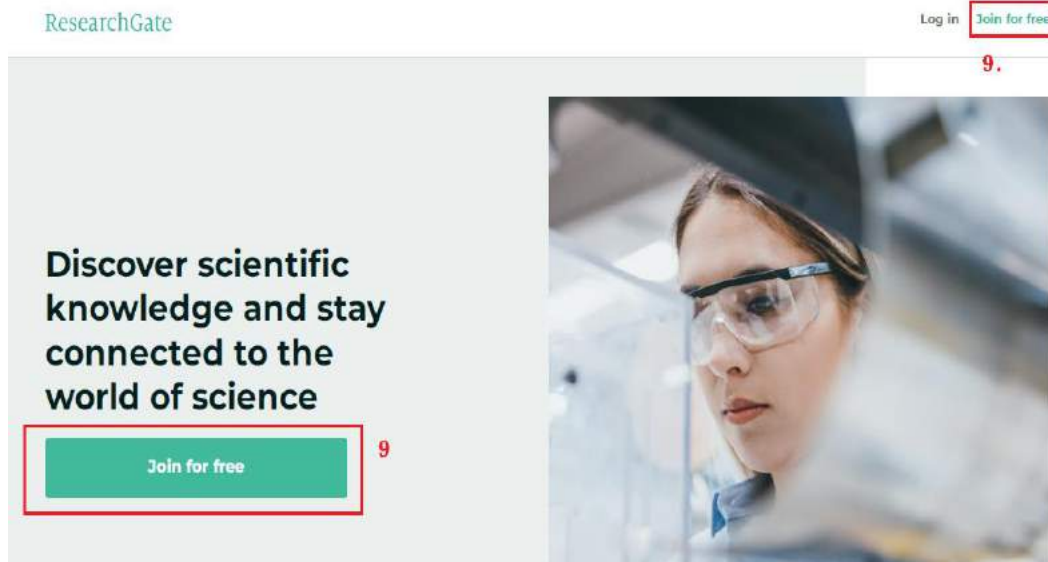 ResearchGate
Log in Join for free
9.
Discover scientific
knowledge and stay
connected to the
world of science
Join for free
9